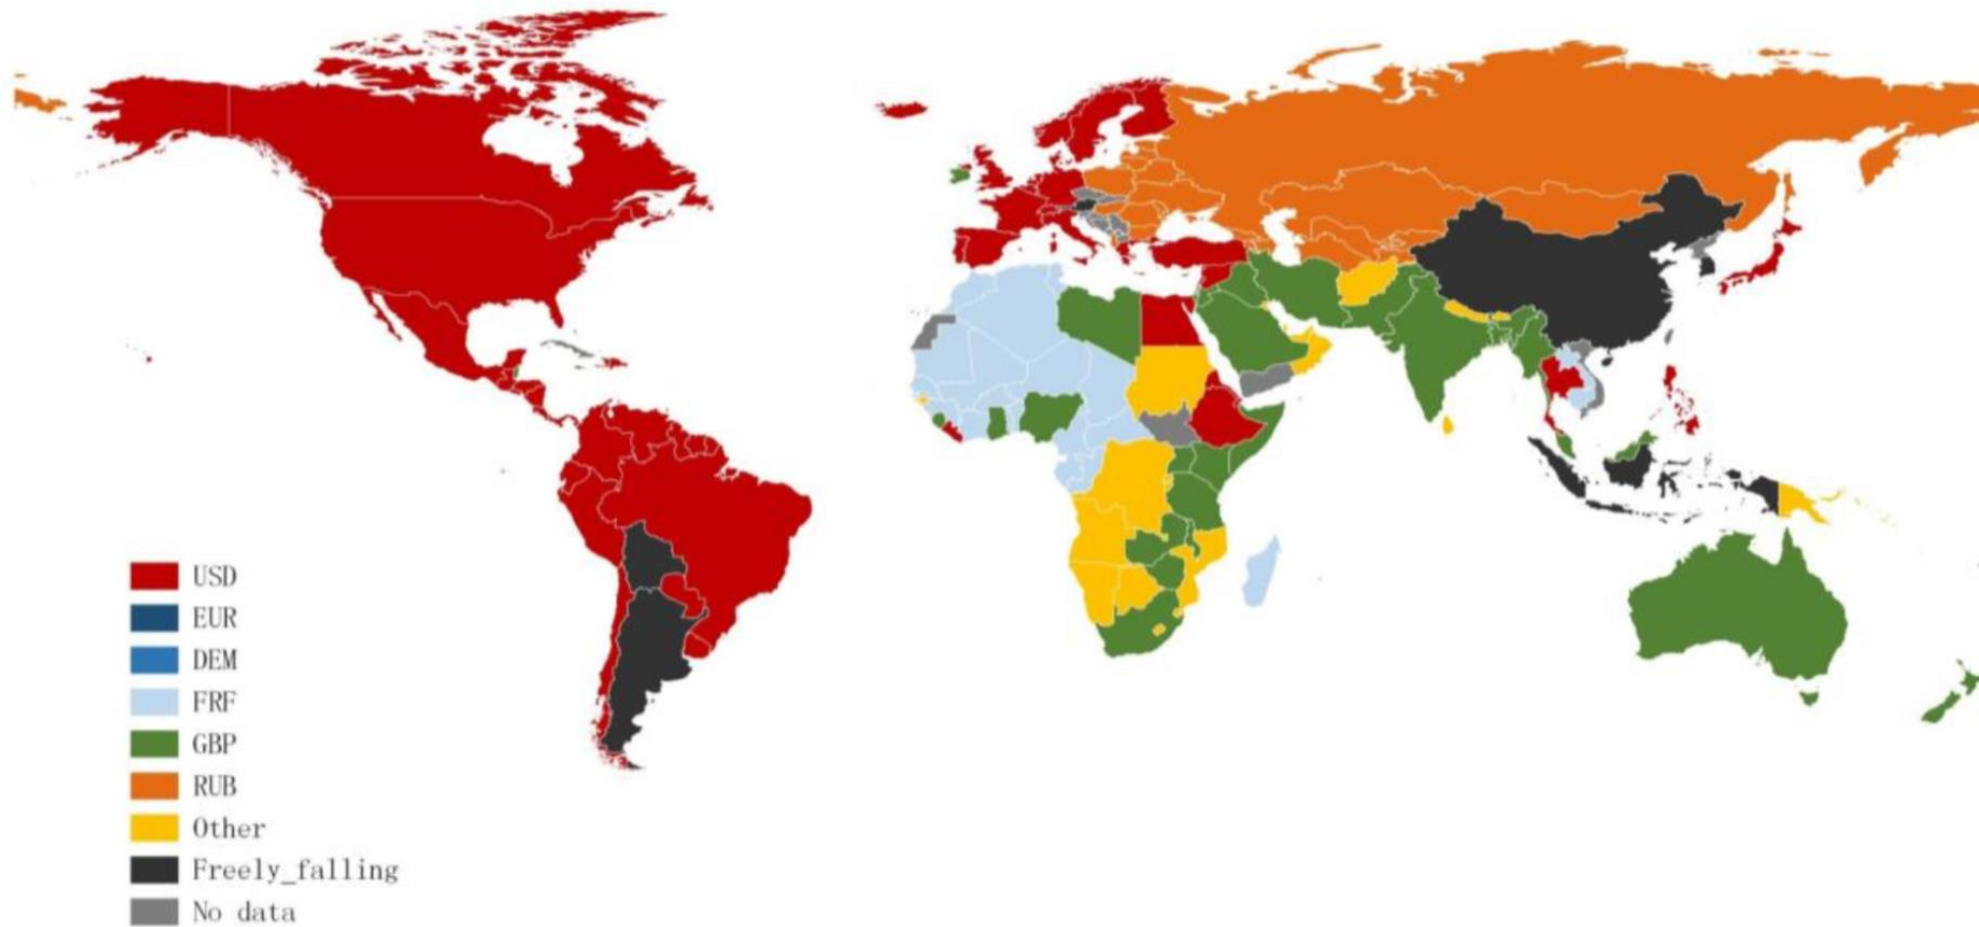 USD
EUR
DEM
FRF
GBP
RUB
Other
Freely_falling
No data